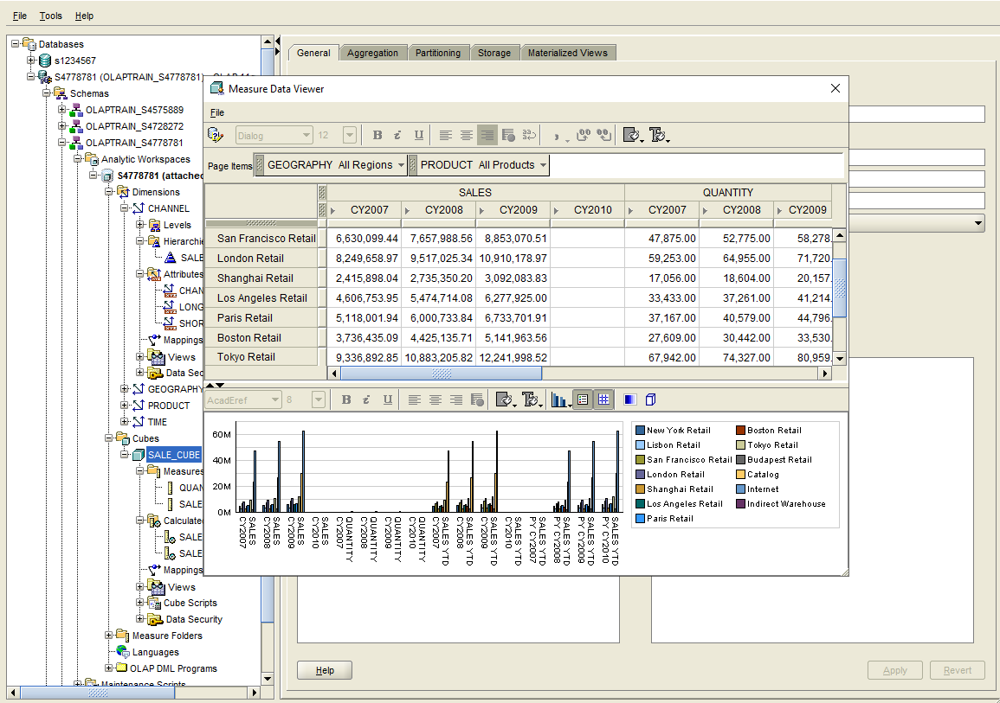 File Tools Help
Databases
s1234567
S4778781 (OLAPTRAIN_S4778781)
Schemas
OLAPTRAIN_S4575889
OLAPTRAIN_S4728272
OLAPTRAIN_S4778781
Analytic Workspaces
S4778781 (attached
Dimensions
CHANNEL
Levels
Hierarchie
SALE
Attributes
CHAN
LONG
SHOR
Mappings
Views
Data Sec
GEOGRAPHY
PRODUCT
TIME
Cubes
SALE_CUBE
Measures
QUAN
SALE
Calculate
SALE
SALE
Mappings
Views
Cube Scripts
Data Security
Measure Folders
Languages
OLAP DML Programs
Maintenance Scripts
General Aggregation Partitioning Storage Materialized Views
Measure Data Viewer
File
Dialog 12 B i U
Page Items GEOGRAPHY All Regions PRODUCT All Products
SALES QUANTITY
CY2007 CY2008 CY2009 CY2010 CY2007 CY2008 CY2009
San Francisco Retail 6,630,099.44 7,657,988.56 8,853,070.51 47,875.00 52,775.00 58,278.
London Retail 8,249,658.97 9,517,025.34 10,910,178.97 59,253.00 64,955.00 71,720.
Shanghai Retail 2,415,898.04 2,735,350.20 3,092,083.83 17,056.00 18,604.00 20,157.
Los Angeles Retail 4,606,753.95 5,474,714.08 6,277,925.00 33,433.00 37,261.00 41,214.
Paris Retail 5,118,001.94 6,000,733.84 6,733,701.91 37,167.00 40,579.00 44,796.
Boston Retail 3,736,435.09 4,425,135.71 5,141,963.56 27,609.00 30,442.00 33,530.
Tokyo Retail 9,336,892.85 10,883,205.82 12,241,998.52 67,942.00 74,327.00 80,959.
AcadEref 8 B i U
60M
40M
20M
0M
SALES CY2007
SALES CY2008
SALES CY2009
SALES CY2010
QUANTITY CY2007
QUANTITY CY2008
QUANTITY CY2009
QUANTITY CY2010
SALES YTD CY2007
SALES YTD CY2008
SALES YTD CY2009
SALES YTD CY2010
SALES YTD PY CY2007
SALES YTD PY CY2008
SALES YTD PY CY2009
SALES YTD PY CY2010
New York Retail Boston Retail
Lisbon Retail Tokyo Retail
San Francisco Retail Budapest Retail
London Retail Catalog
Shanghai Retail Internet
Los Angeles Retail Indirect Warehouse
Paris Retail
Help Apply Revert